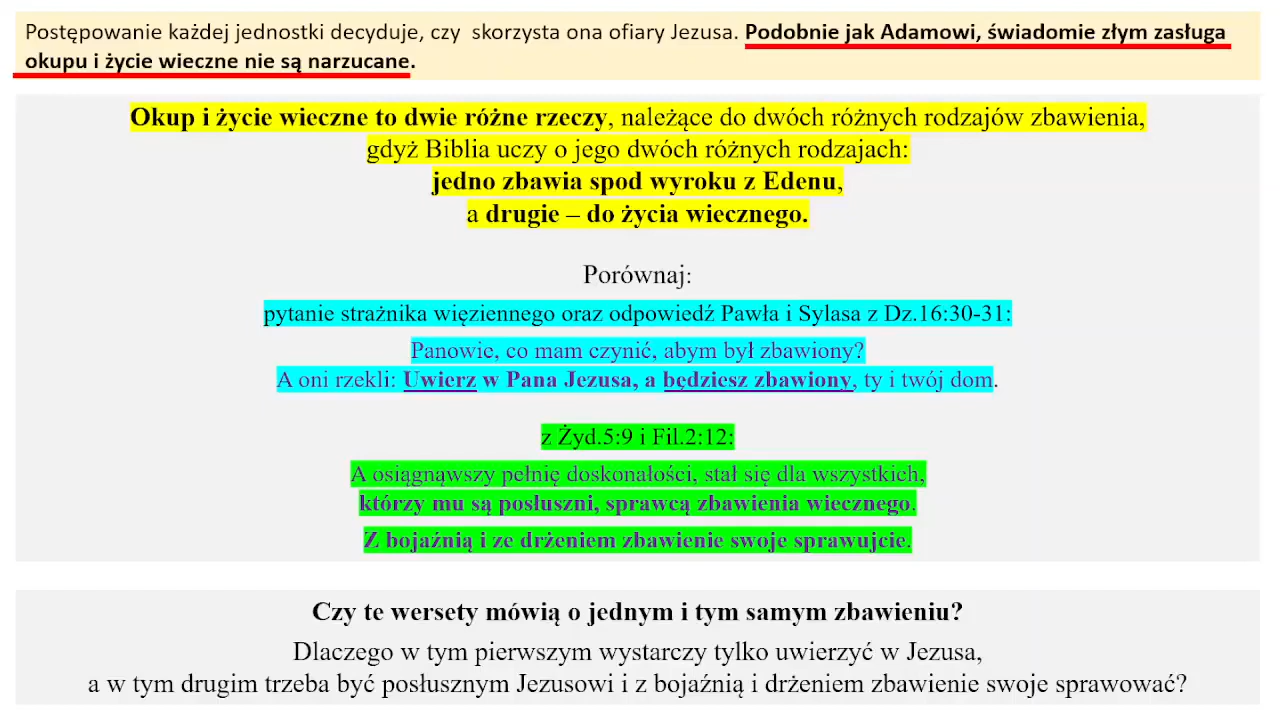 Postępowanie każdej jednostki decyduje, czy skorzysta ona ofiary Jezusa. Podobnie jak Adamowi, świadomie złym zasługa
okupu i życie wieczne nie są narzucane.
Okup i życie wieczne to dwie różne rzeczy, należące do dwóch różnych rodzajów zbawienia,
gdyż Biblia uczy o jego dwóch różnych rodzajach:
jedno zbawia spod wyroku z Edenu,
a drugie – do życia wiecznego.
Porównaj:
pytanie strażnika więziennego oraz odpowiedź Pawła i Sylasa z Dz.16:30-31:
Panowie, co mam czynić, abym był zbawiony?
A oni rzekli: Uwierz w Pana Jezusa, a będziesz zbawiony, ty i twój dom.
z Żyd.5:9 i Fil.2:12:
A osiągnąwszy pełnię doskonałości, stał się dla wszystkich,
którzy mu są posłuszni, sprawcą zbawienia wiecznego.
Z bojaźnią i ze drżeniem zbawienie swoje sprawujcie.
Czy te wersety mówią o jednym i tym samym zbawieniu?
Dlaczego w tym pierwszym wystarczy tylko uwierzyć w Jezusa,
a w tym drugim trzeba być posłusznym Jezusowi i z bojaźnią i drżeniem zbawienie swoje sprawować?